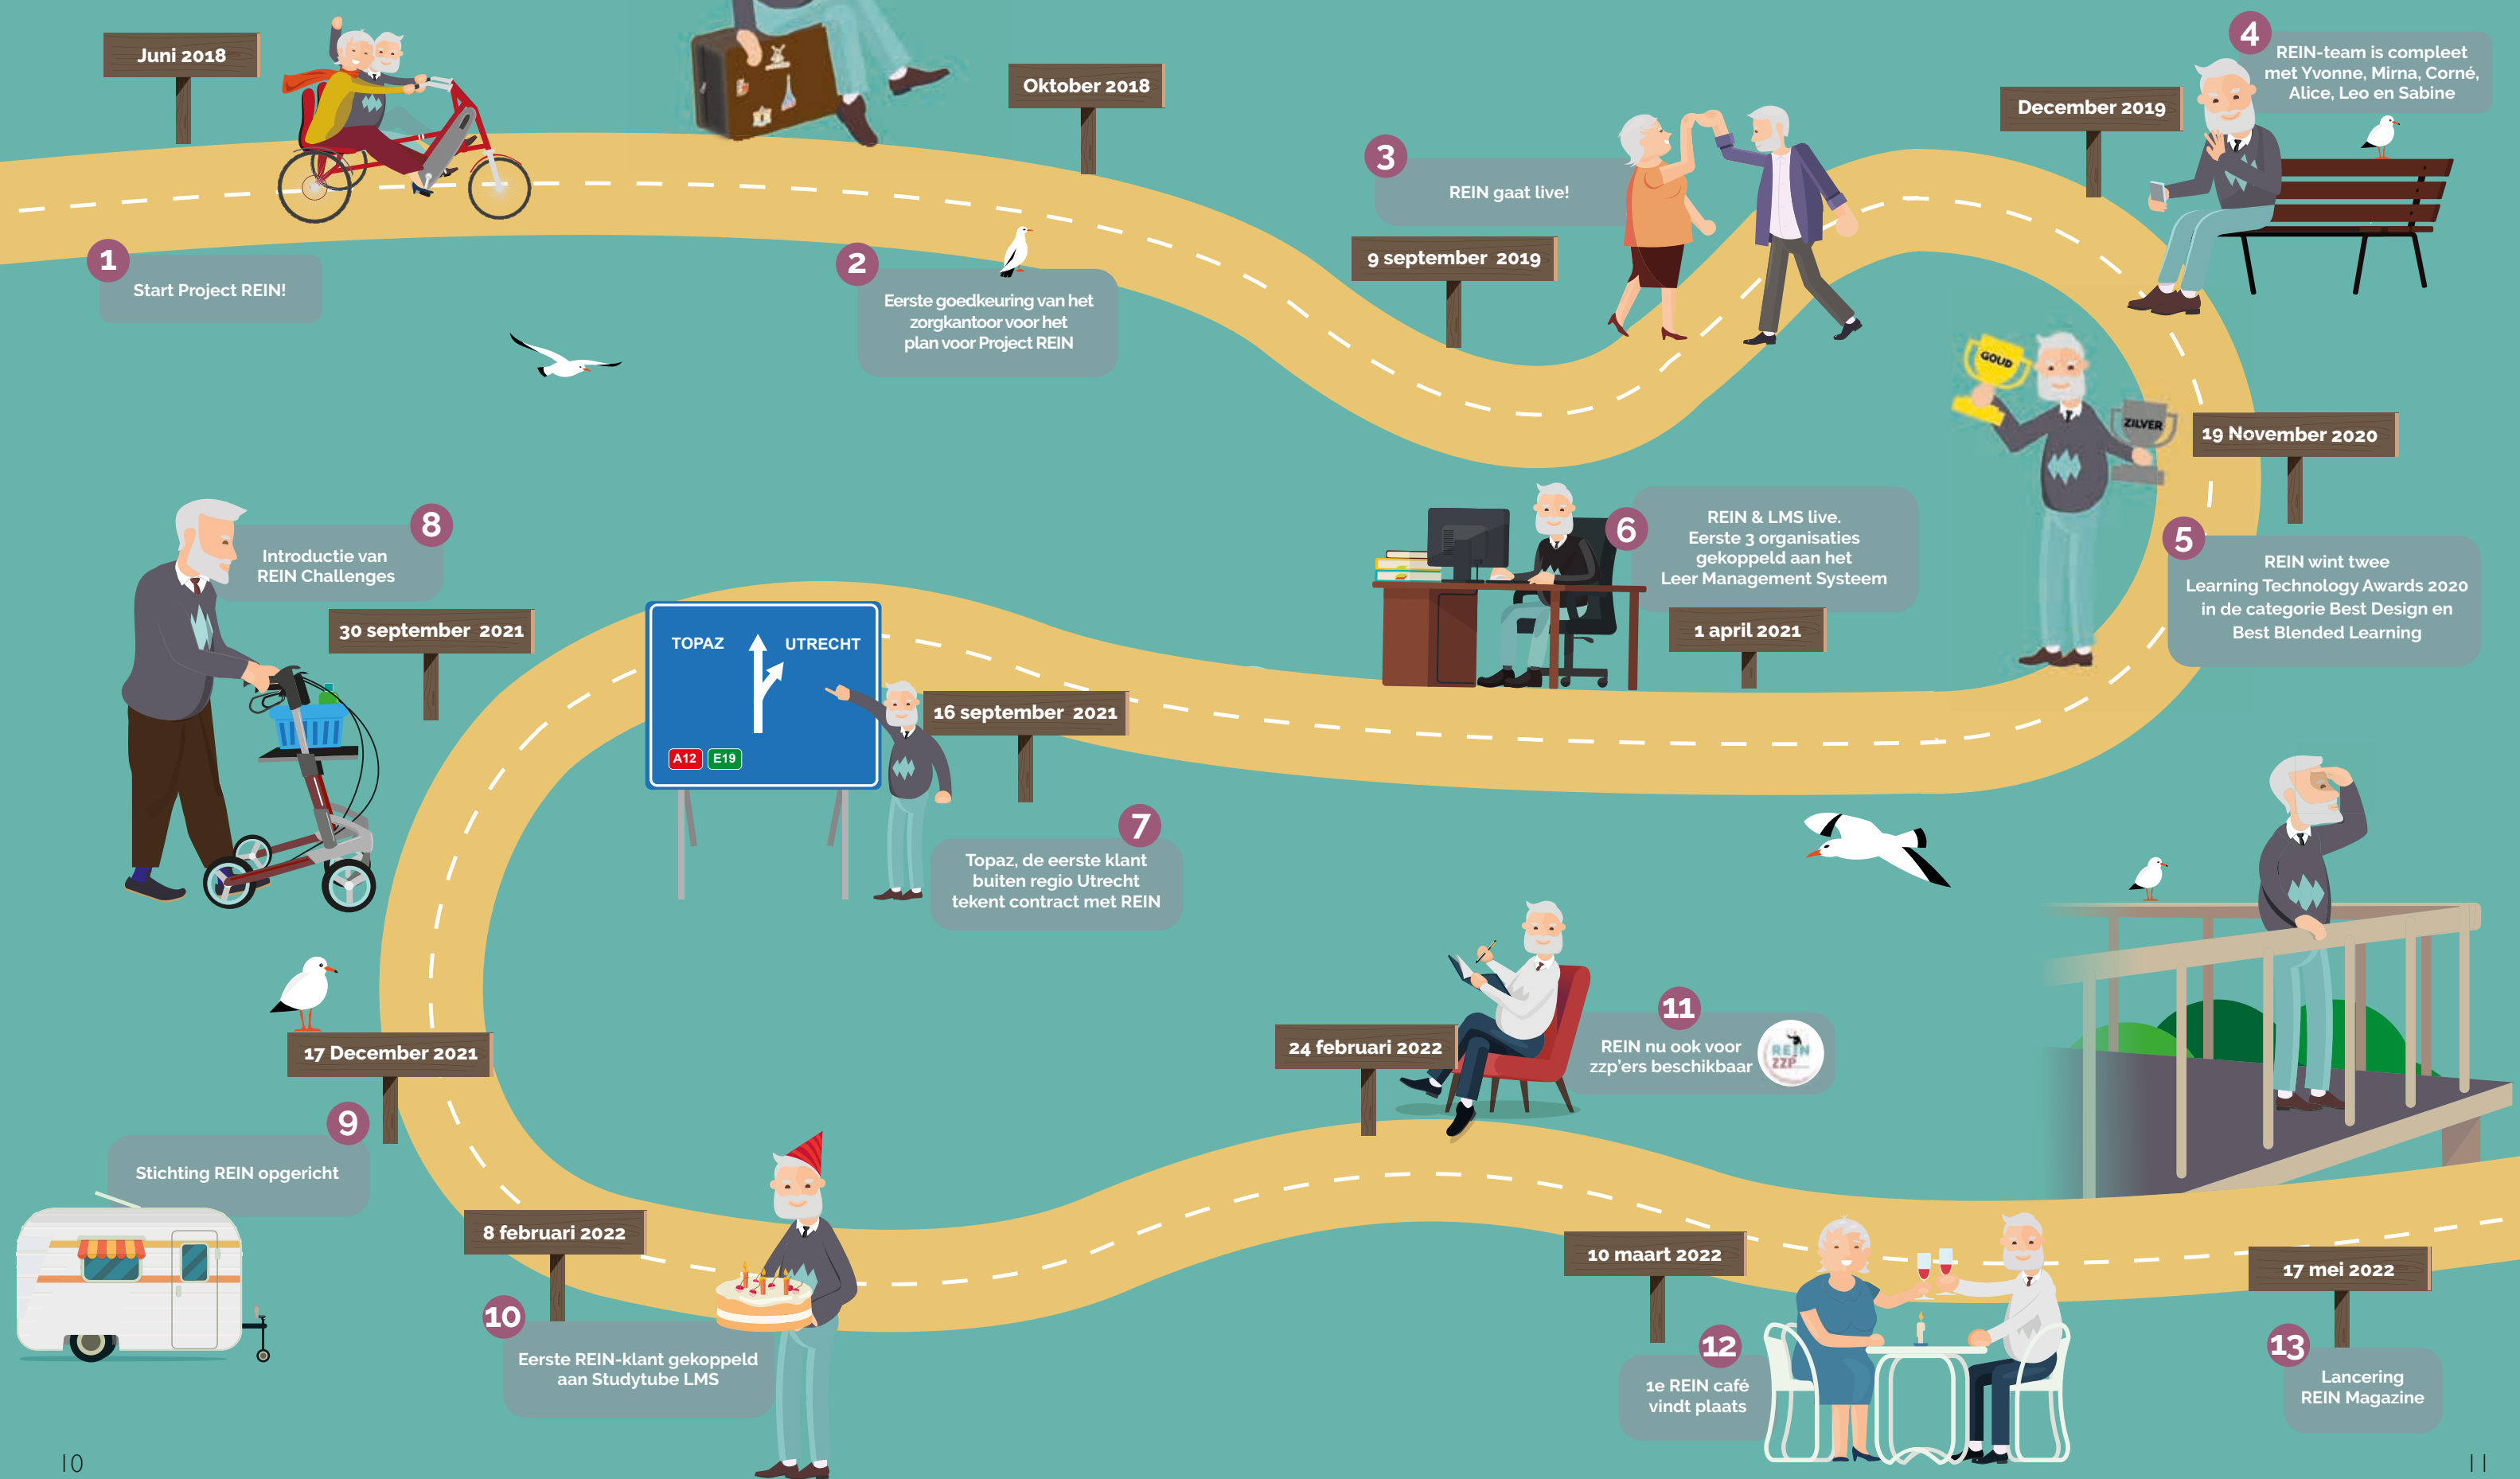 Juni 2018
1
Start Project REIN!
Oktober 2018
2
Eerste goedkeuring van het
zorgkantoor voor het
plan voor Project REIN
3
REIN gaat live!
9 september 2019
December 2019
4
REIN-team is compleet
met Yvonne, Mirna, Corné,
Alice, Leo en Sabine
GOUD
ZILVER
19 November 2020
5
REIN wint twee
Learning Technology Awards 2020
in de categorie Best Design en
Best Blended Learning
6
REIN & LMS live.
Eerste 3 organisaties
gekoppeld aan het
Leer Management Systeem
1 april 2021
TOPAZ
UTRECHT
A12
E19
16 september 2021
7
Topaz, de eerste klant
buiten regio Utrecht
tekent contract met REIN
8
Introductie van
REIN Challenges
30 september 2021
17 December 2021
9
Stichting REIN opgericht
8 februari 2022
10
Eerste REIN-klant gekoppeld
aan Studytube LMS
24 februari 2022
11
REIN nu ook voor
zzp'ers beschikbaar
REIN
ZZP
10 maart 2022
12
1e REIN café
vindt plaats
17 mei 2022
13
Lancering
REIN Magazine
10
11